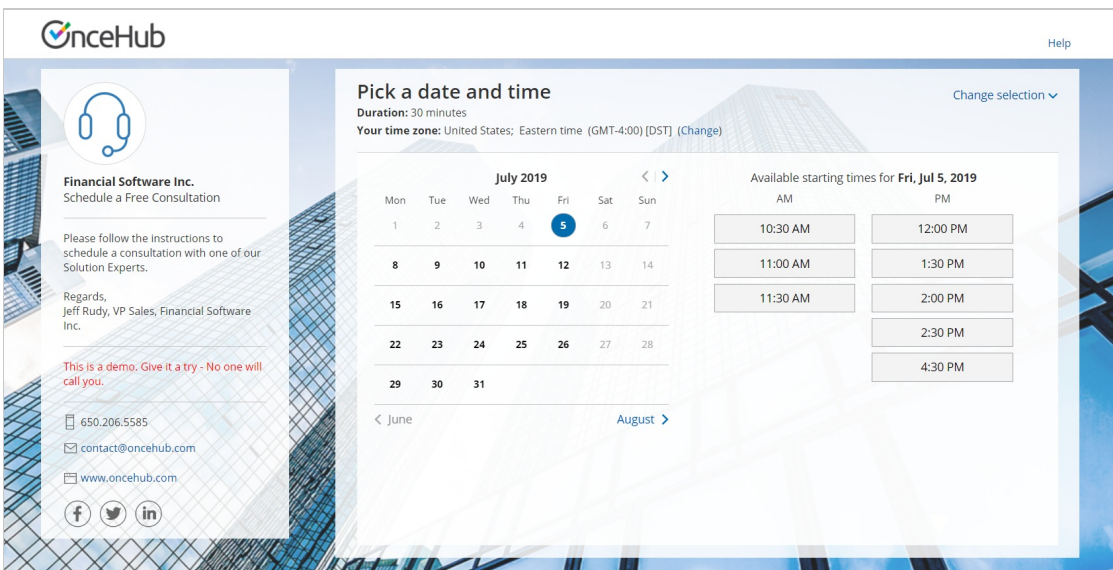 OnceHub
Help
Financial Software Inc.
Schedule a Free Consultation
Please follow the instructions to
schedule a consultation with one of our
Solution Experts.
Regards,
Jeff Rudy, VP Sales, Financial Software
Inc.
This is a demo. Give it a try - No one will
call you.
650.206.5585
contact@oncehub.com
www.oncehub.com
f
in
Pick a date and time
Change selection
Duration: 30 minutes
Your time zone: United States; Eastern time (GMT-4:00) [DST] (Change)
July 2019
Mon Tue Wed Thu Fri Sat Sun
1 2 3 4 5 6 7
8 9 10 11 12 13 14
15 16 17 18 19 20 21
22 23 24 25 26 27 28
29 30 31
June August
Available starting times for Fri, Jul 5, 2019
AM PM
10:30 AM 12:00 PM
11:00 AM 1:30 PM
11:30 AM 2:00 PM
2:30 PM
4:30 PM